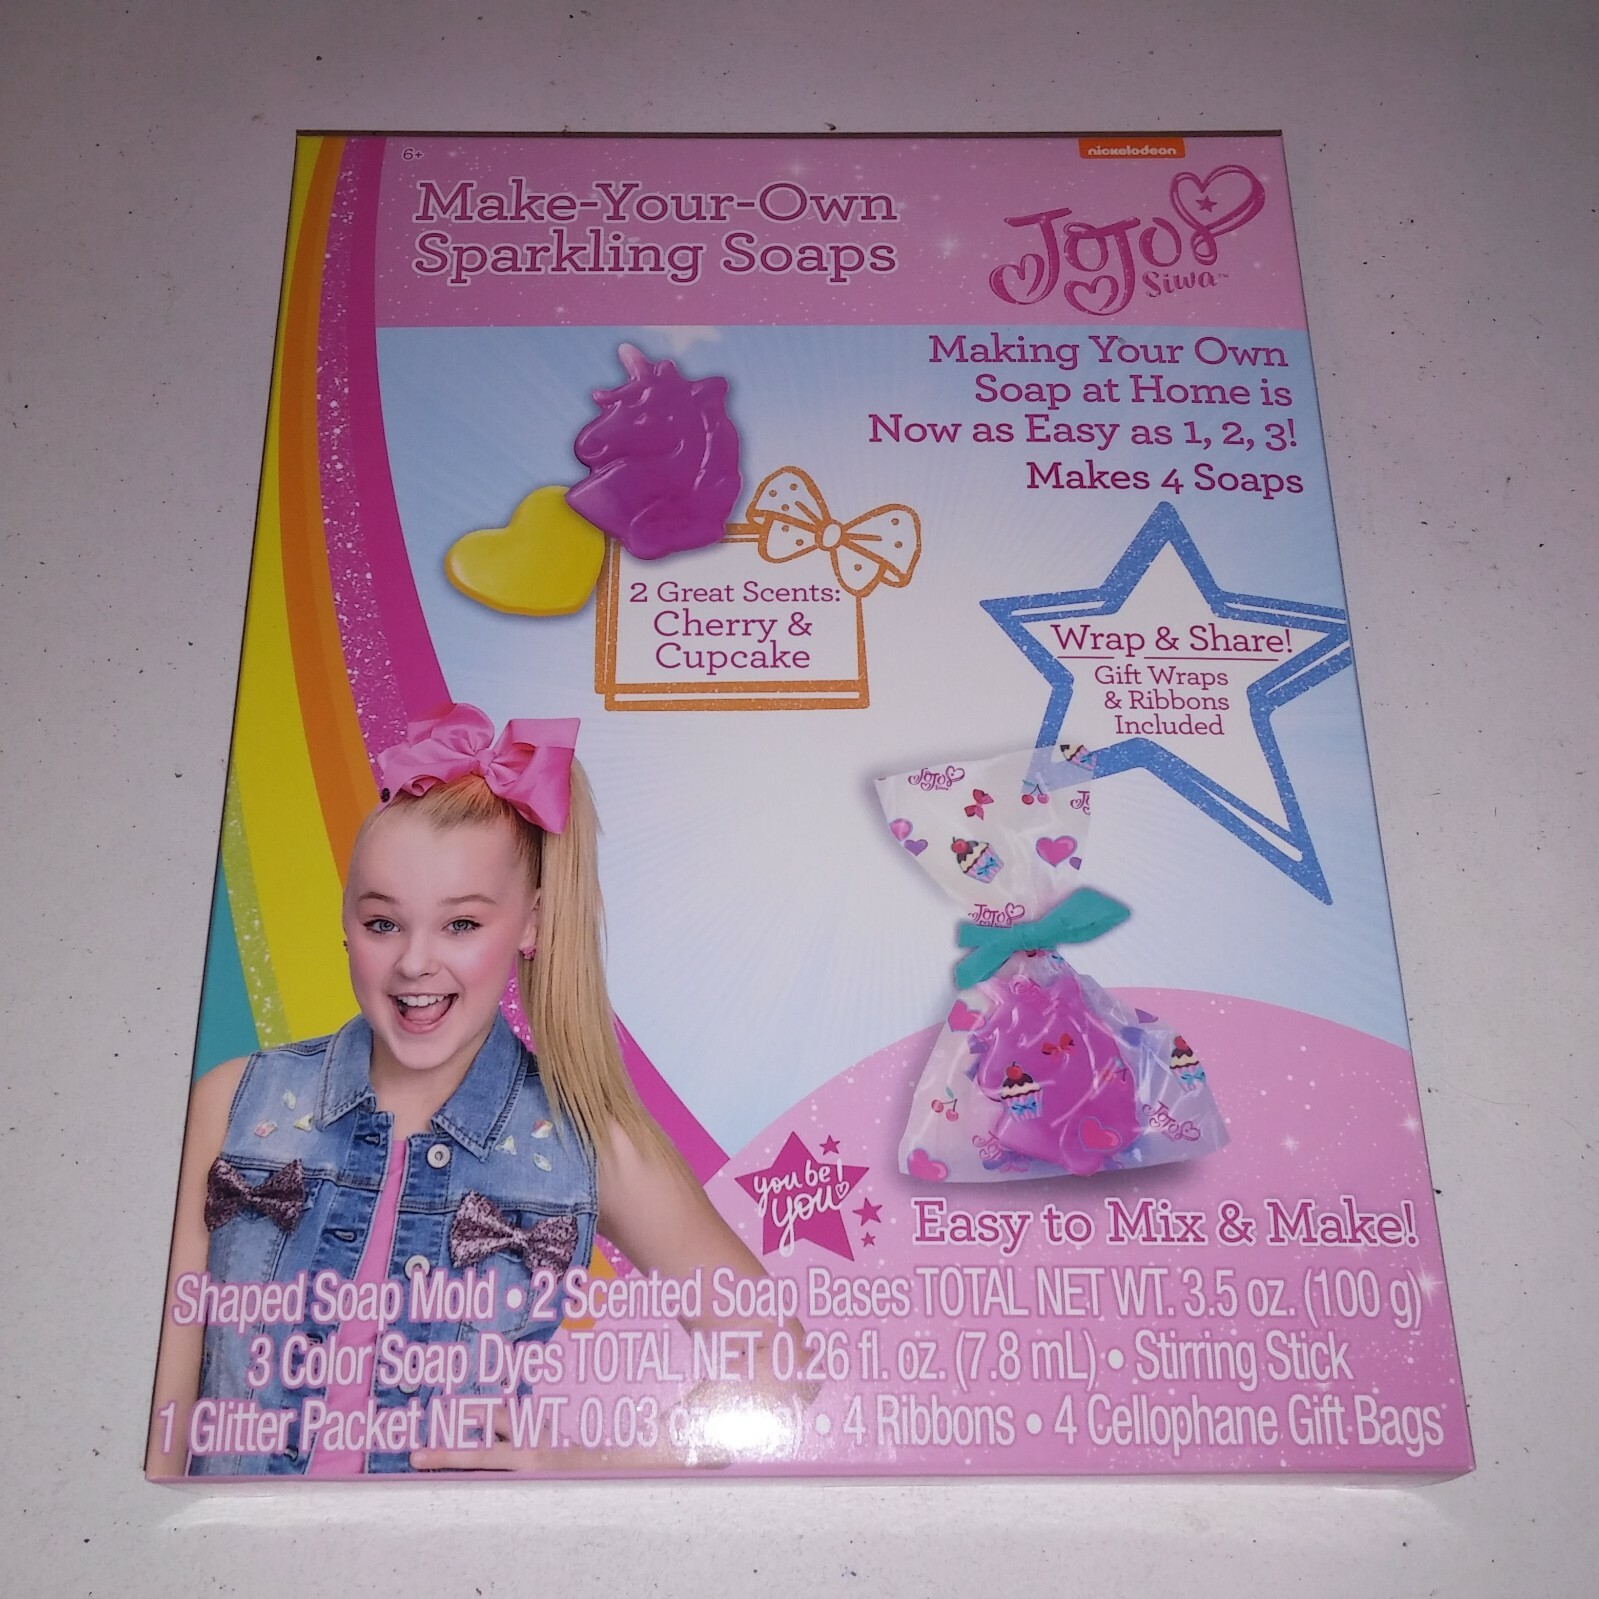 6+
nickelodeon
Make-Your-Own
Sparkling Soaps
JoJo
Siwa™
Making Your Own
Soap at Home is
Now as Easy as 1, 2, 3!
Makes 4 Soaps
2 Great Scents:
Cherry &
Cupcake
Wrap & Share!
Gift Wraps
& Ribbons
Included
JoJo
Siwa
JoJo
JoJo
you be
you!
Easy to Mix & Make!
Shaped Soap Mold • 2 Scented Soap Bases TOTAL NET WT. 3.5 oz. (100 g)
3 Color Soap Dyes TOTAL NET 0.26 fl. oz. (7.8 mL) • Stirring Stick
1 Glitter Packet NET WT. 0.03 • 4 Ribbons • 4 Cellophane Gift Bags